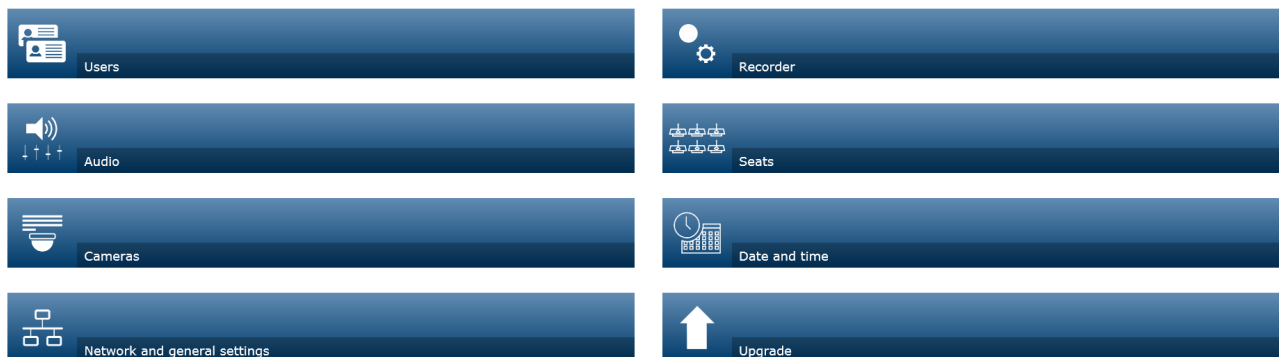 Users
Recorder
Audio
Seats
Cameras
Date and time
Network and general settings
Upgrade